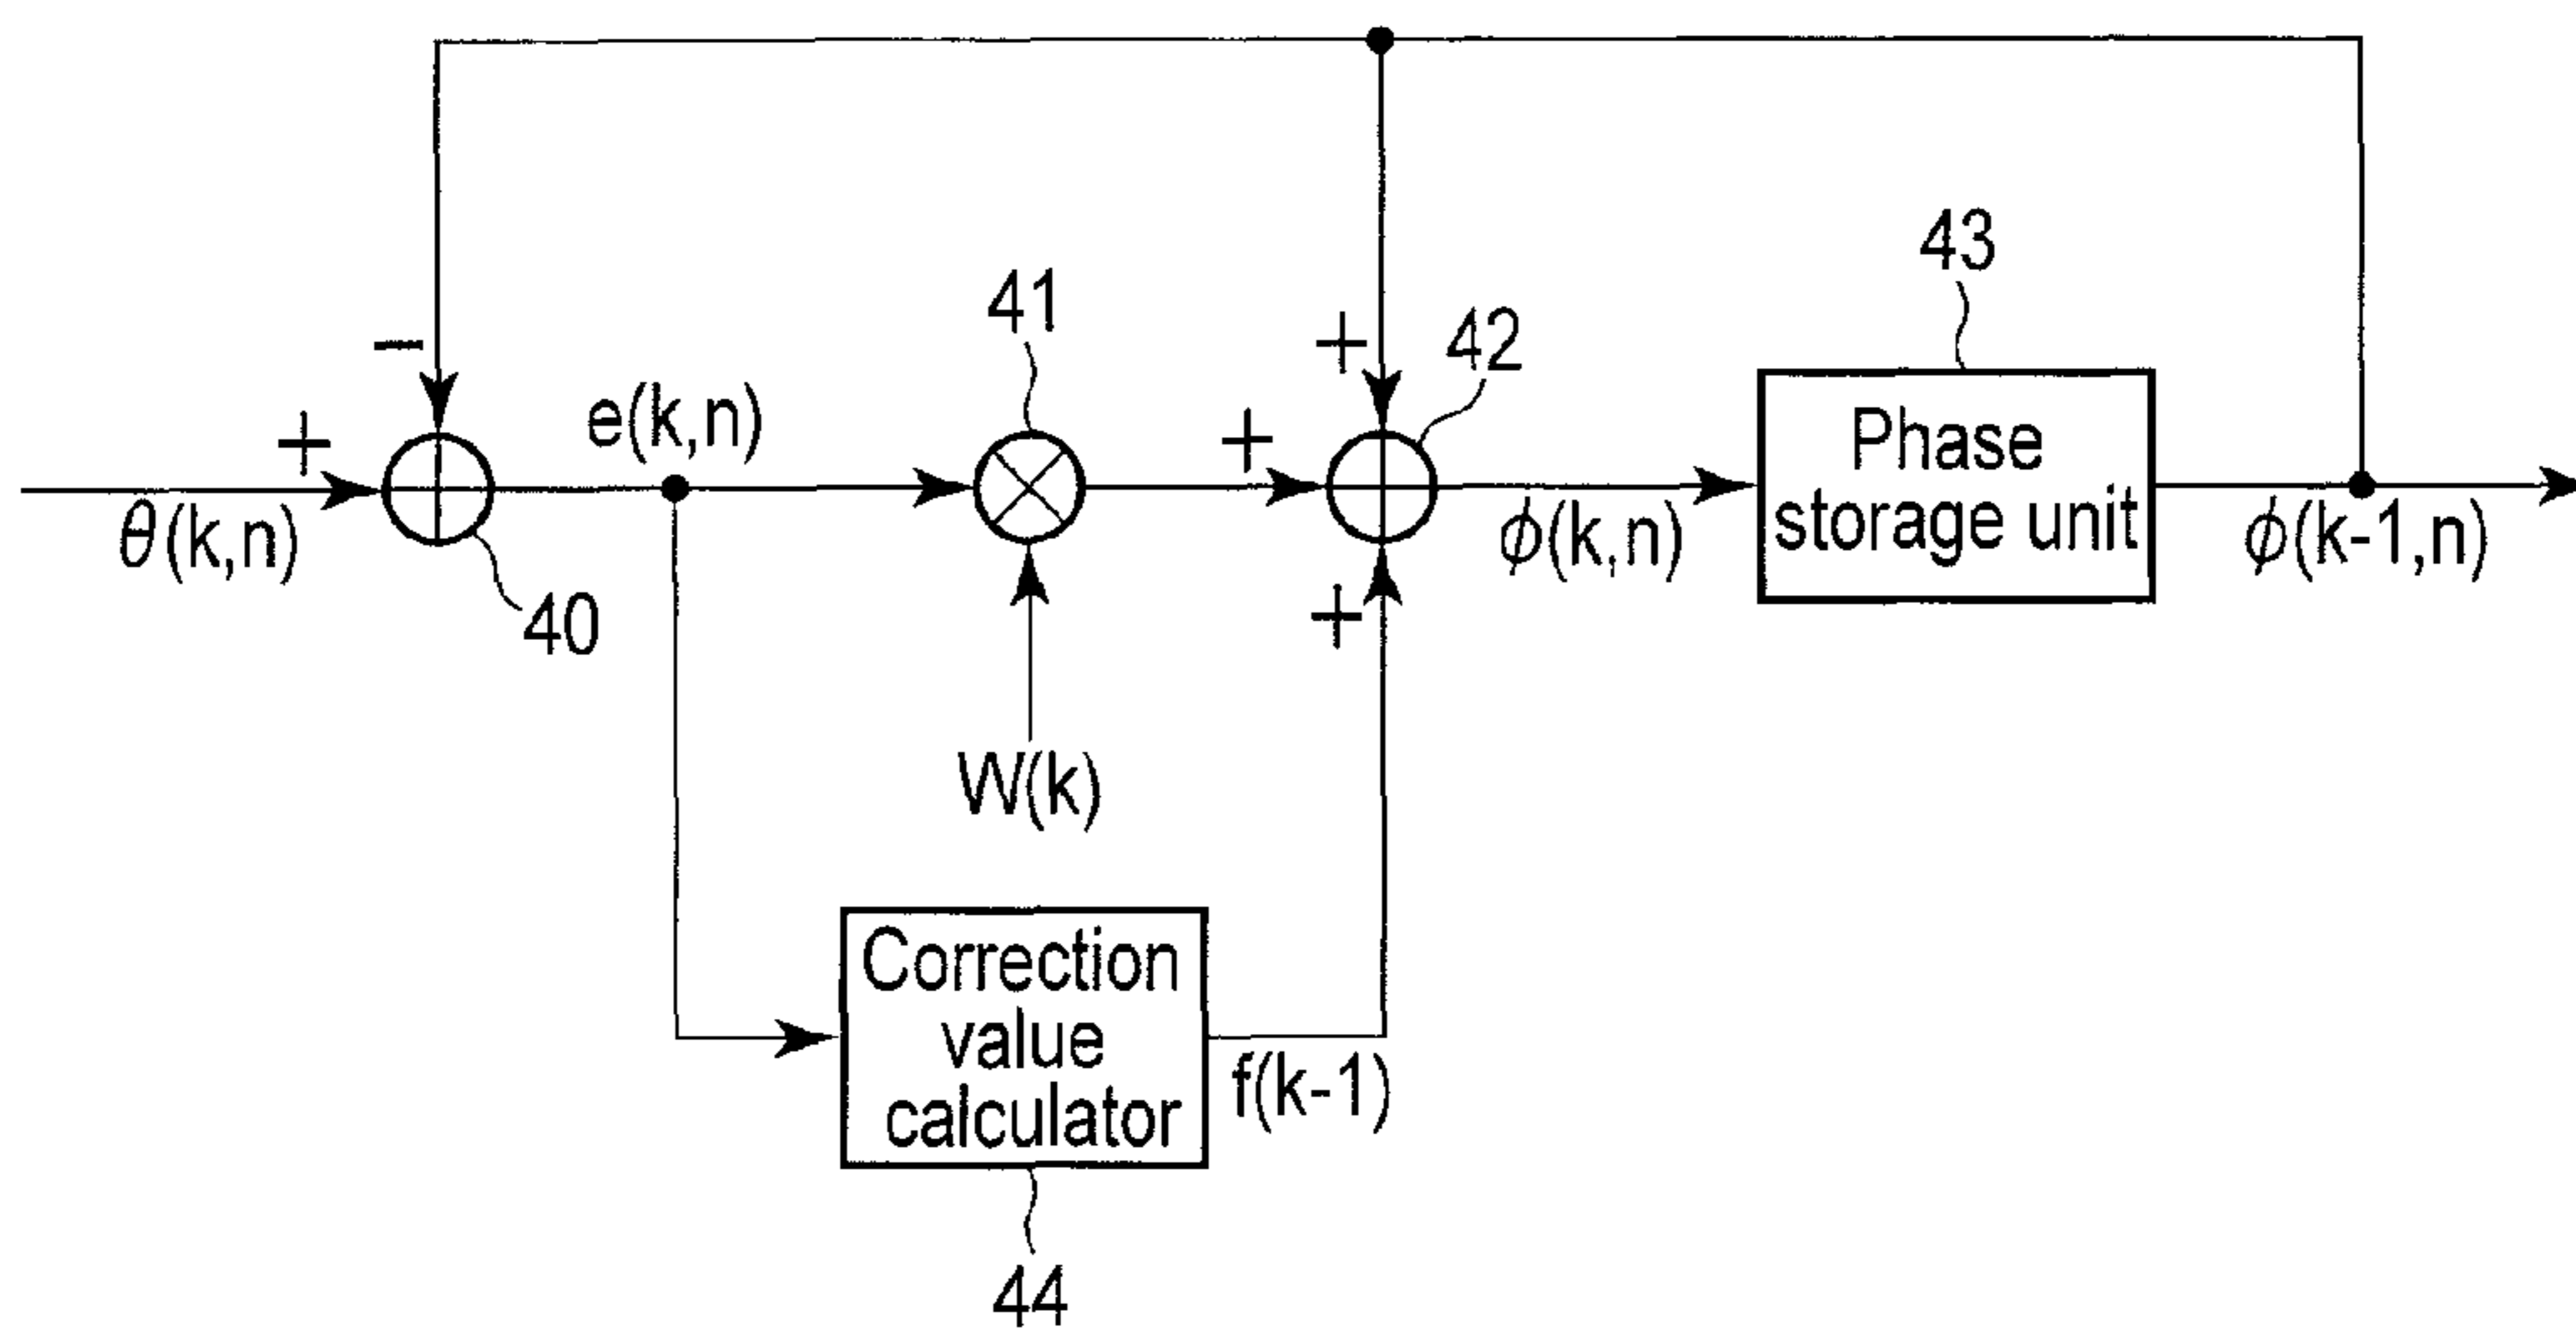 43
41
42
−
+
+
+
e(k,n)
Phase
storage unit
θ(k,n)
ϕ(k,n)
ϕ(k-1,n)
40
+
W(k)
Correction
value
calculator
f(k-1)
44